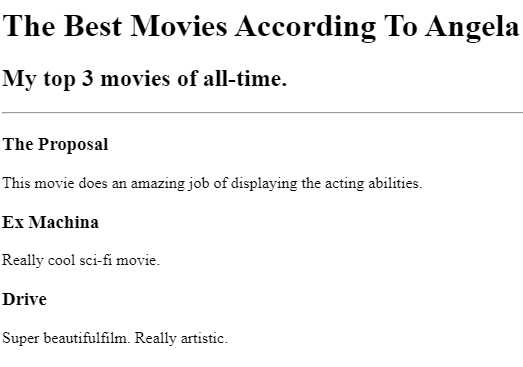 The Best Movies According To Angela
My top 3 movies of all-time.
The Proposal
This movie does an amazing job of displaying the acting abilities.
Ex Machina
Really cool sci-fi movie.
Drive
Super beautifulfilm. Really artistic.